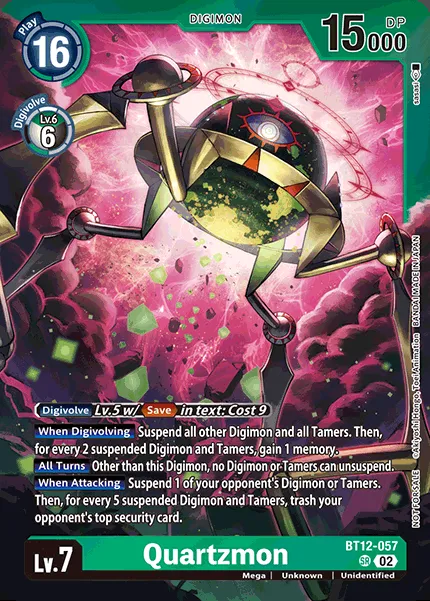 Play
16
DIGIMON
15000
DP
Digivolve
Lv.6
6
Digivolve Lv.5 w/ Save in text: Cost 9
When Digivolving Suspend all other Digimon and all Tamers. Then,
for every 2 suspended Digimon and Tamers, gain 1 memory.
All Turns Other than this Digimon, no Digimon or Tamers can unsuspend.
When Attacking Suspend 1 of your opponent's Digimon or Tamers.
Then, for every 5 suspended Digimon and Tamers, trash your
opponent's top security card.
Lv.7
Quartzmon
BT12-057
SR 02
Mega | Unknown | Unidentified
NOT FOR SALE ©Akiyoshi Hongo, Toei Animation BANDAI MADE IN JAPAN